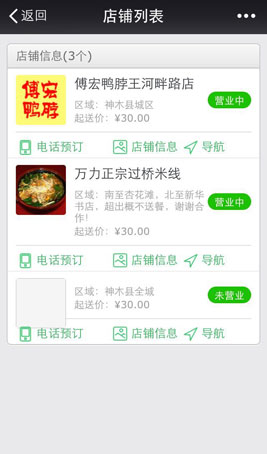 返回 店铺列表
店铺信息(3个)
傅宏鸭脖
傅宏鸭脖王河畔路店
区域：神木县城区
营业中
起送价：¥30.00
电话预订 店铺信息 导航
万力正宗过桥米线
区域：南至杏花滩，北至新华
书店，超出概不送餐，谢谢合
作！
营业中
起送价：¥30.00
电话预订 店铺信息 导航
区域：神木县全城
未营业
起送价：¥30.00
电话预订 店铺信息 导航